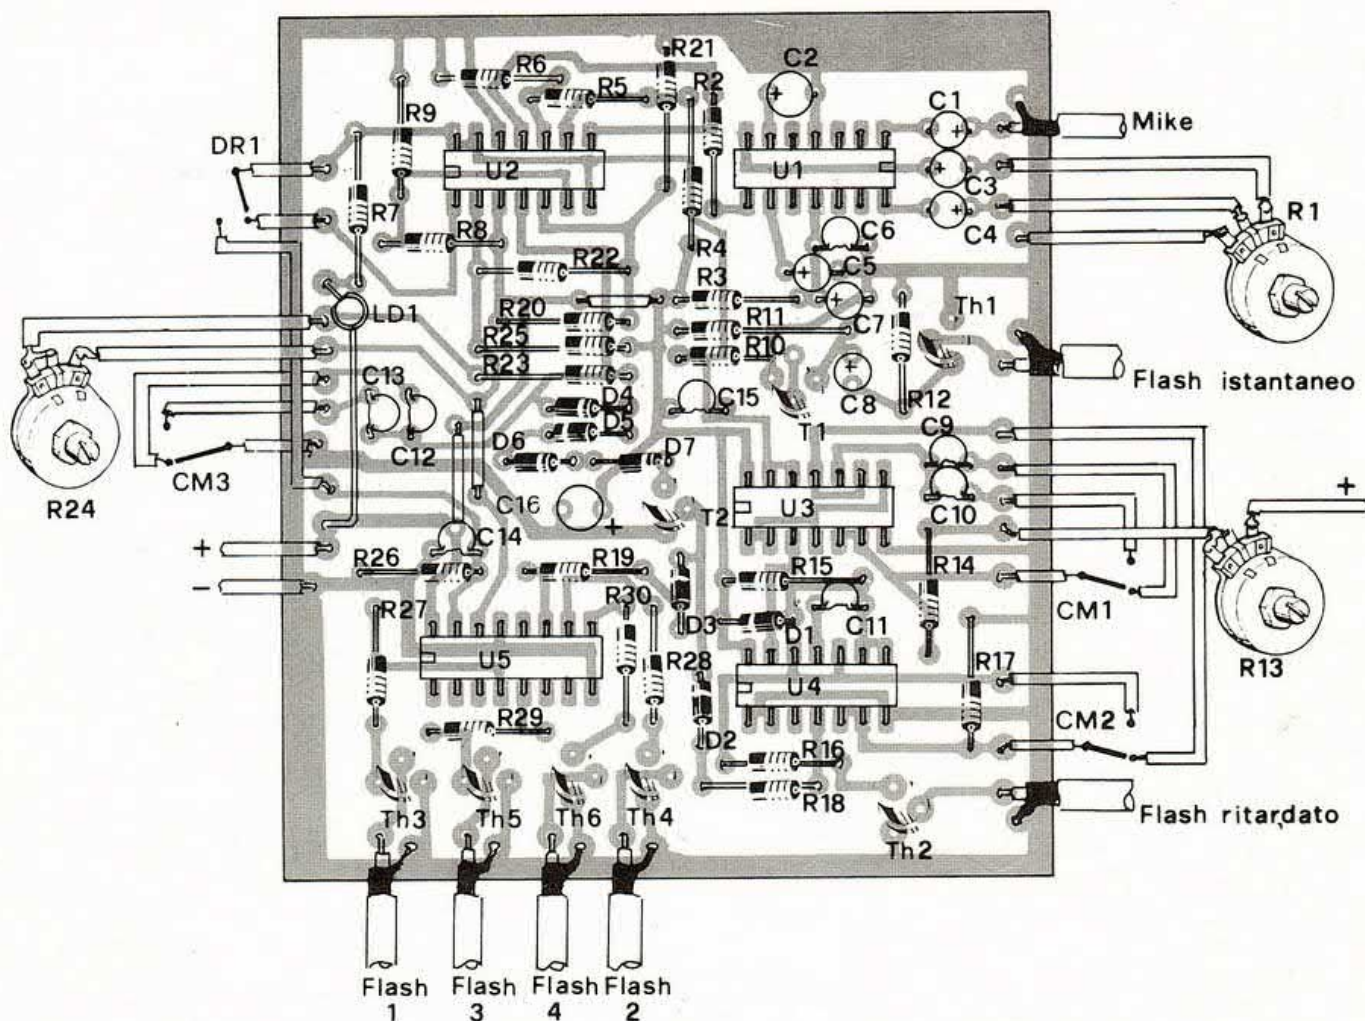 R21
C2
R6
R2
R5
C1
Mike
R9
DR1
U2
U1
C3
R7
R1
C4
R8
C6
R4
R22
C5
R3
Th1
LD1
R20
C7
R11
R25
R10
R23
Flash istantaneo
C13
C15
C8
R12
D4
T1
D5
C9
D6
D7
C12
CM3
C16
R24
+
U3
C10
T2
+
+
C14
R26
R19
R15
R14
-
R30
R27
CM1
D3
D1
C11
U5
R28
U4
R17
R13
CM2
R29
D2
R16
R18
Flash ritardato
Th3
Th5
Th6
Th4
Th2
Flash
1
Flash
3
Flash
4
Flash
2